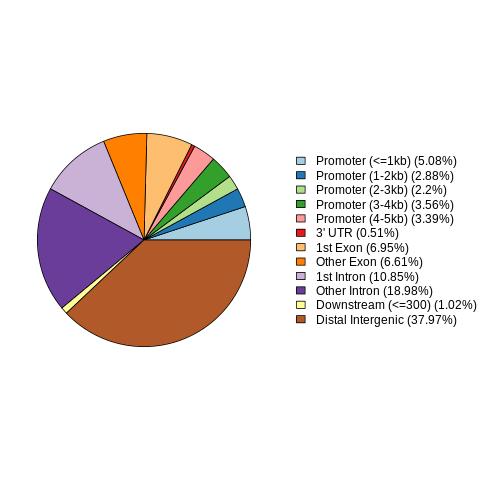 Promoter (<=1kb) (5.08%)
Promoter (1-2kb) (2.88%)
Promoter (2-3kb) (2.2%)
Promoter (3-4kb) (3.56%)
Promoter (4-5kb) (3.39%)
3' UTR (0.51%)
1st Exon (6.95%)
Other Exon (6.61%)
1st Intron (10.85%)
Other Intron (18.98%)
Downstream (<=300) (1.02%)
Distal Intergenic (37.97%)